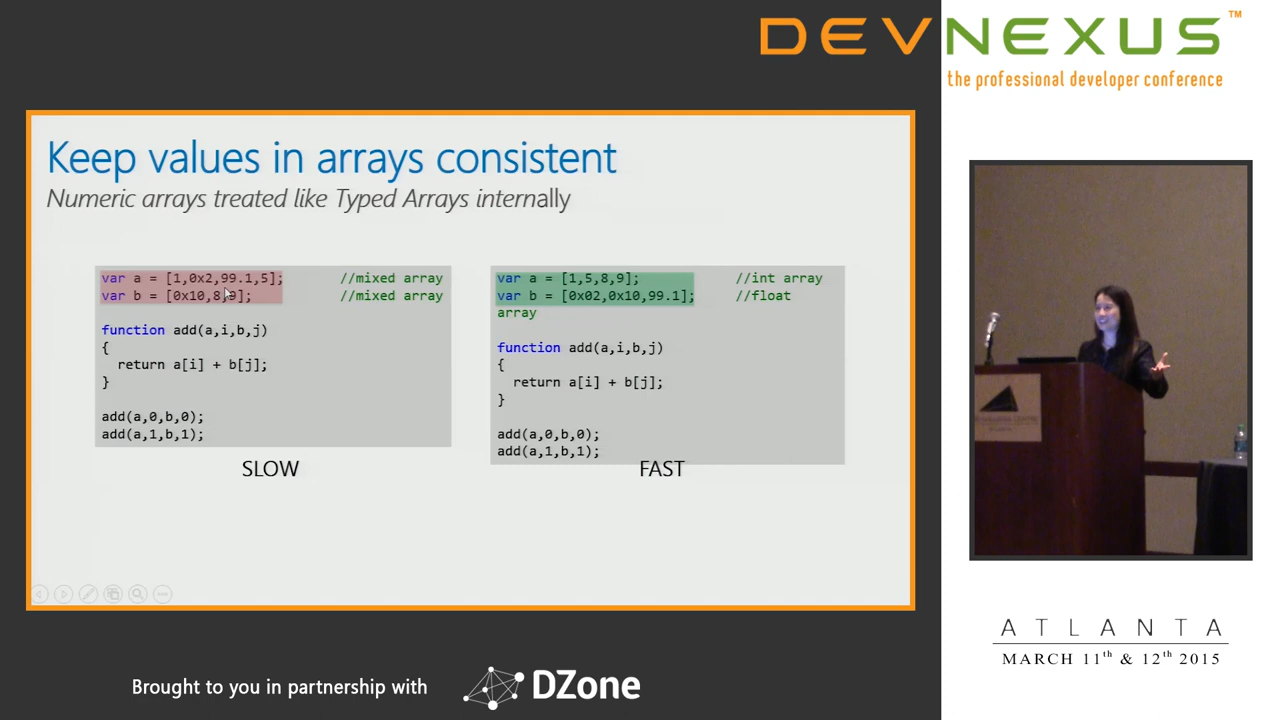 DEVNEXUS™
the professional developer conference
Keep values in arrays consistent
Numeric arrays treated like Typed Arrays internally
var a = [1,0x2,99.1,5]; //mixed array
var b = [0x10,8,9]; //mixed array
function add(a,i,b,j)
{
return a[i] + b[j];
}
add(a,0,b,0);
add(a,1,b,1);
SLOW
var a = [1,5,8,9]; //int array
var b = [0x02,0x10,99.1]; //float
array
function add(a,i,b,j)
{
return a[i] + b[j];
}
add(a,0,b,0);
add(a,1,b,1);
FAST
ATLANTA
MARCH 11th & 12th 2015
Brought to you in partnership with
DZone